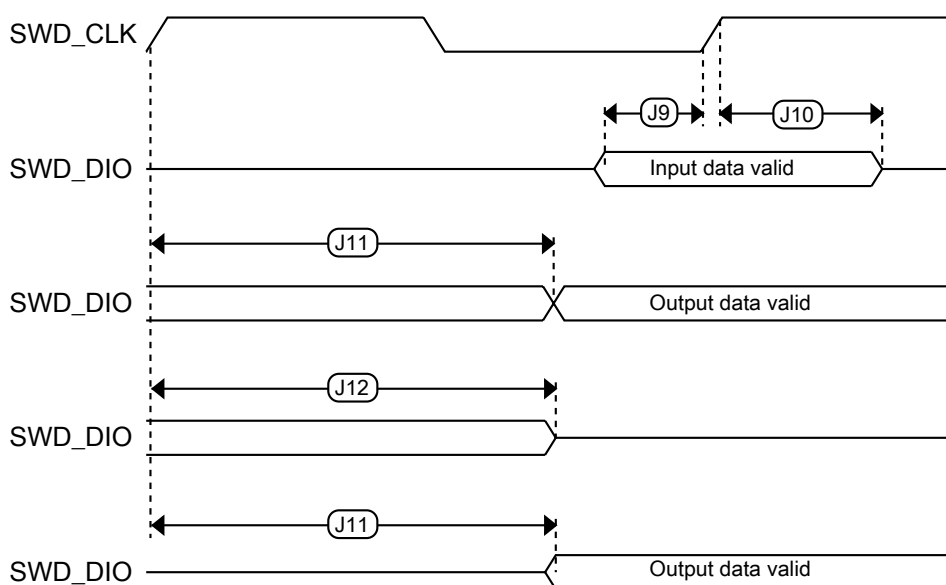 SWD_CLK
J9
J10
SWD_DIO
Input data valid
J11
SWD_DIO
Output data valid
J12
SWD_DIO
J11
SWD_DIO
Output data valid